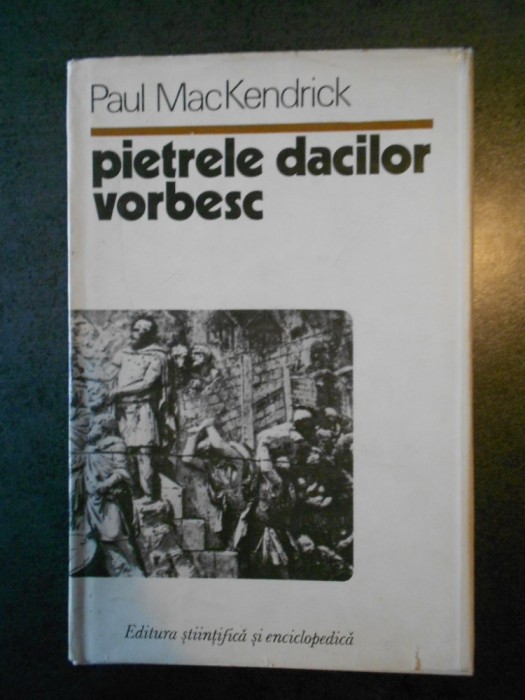 Paul MacKendrick
pietrele dacilor
vorbesc
Editura științifică și enciclopedică